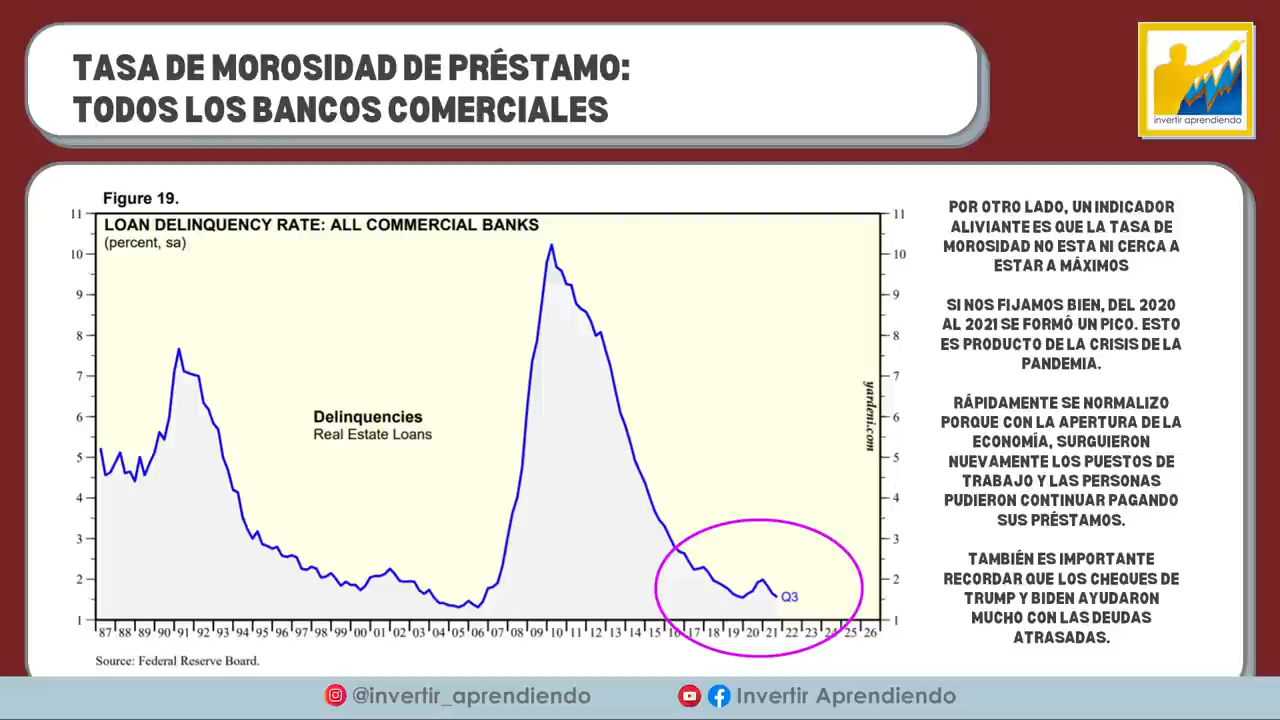 TASA DE MOROSIDAD DE PRÉSTAMO:
TODOS LOS BANCOS COMERCIALES
invertir aprendiendo
Figure 19.
LOAN DELINQUENCY RATE: ALL COMMERCIAL BANKS
(percent, sa)
11
10
9
8
7
6
5
4
3
2
1
Delinquencies
Real Estate Loans
Q3
yardeni.com
11
10
9
8
7
6
5
4
3
2
1
87 88 89 90 91 92 93 94 95 96 97 98 99 00 01 02 03 04 05 06 07 08 09 10 11 12 13 14 15 16 17 18 19 20 21 22 23 24 25 26
Source: Federal Reserve Board.
POR OTRO LADO, UN INDICADOR
ALIVIANTE ES QUE LA TASA DE
MOROSIDAD NO ESTA NI CERCA A
ESTAR A MÁXIMOS
SI NOS FIJAMOS BIEN, DEL 2020
AL 2021 SE FORMÓ UN PICO. ESTO
ES PRODUCTO DE LA CRISIS DE LA
PANDEMIA.
RÁPIDAMENTE SE NORMALIZO
PORQUE CON LA APERTURA DE LA
ECONOMÍA, SURGUIERON
NUEVAMENTE LOS PUESTOS DE
TRABAJO Y LAS PERSONAS
PUDIERON CONTINUAR PAGANDO
SUS PRÉSTAMOS.
TAMBIÉN ES IMPORTANTE
RECORDAR QUE LOS CHEQUES DE
TRUMP Y BIDEN AYUDARON
MUCHO CON LAS DEUDAS
ATRASADAS.
@invertir_aprendiendo
Invertir Aprendiendo